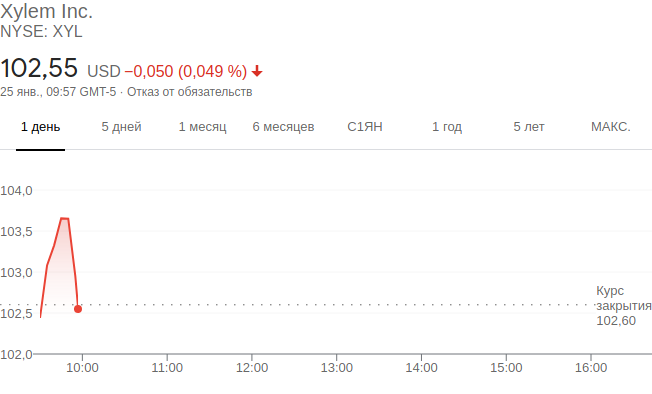 Xylem Inc.
NYSE: XYL
102,55 USD −0,050 (0,049 %)
25 янв., 09:57 GMT-5 · Отказ от обязательств
1 день 5 дней 1 месяц 6 месяцев С1ЯН 1 год 5 лет МАКС.
104,0
103,5
103,0
Курс
закрытия
102,60
102,5
102,0
10:00 11:00 12:00 13:00 14:00 15:00 16:00